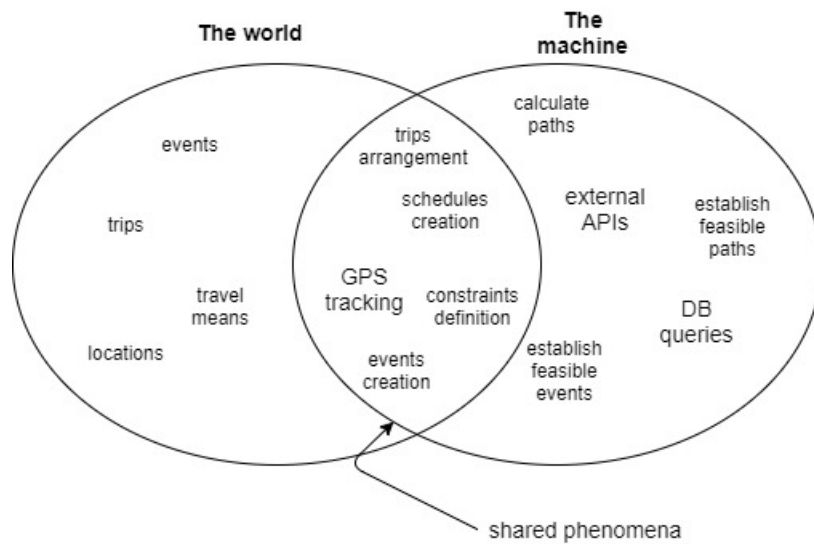 The world
The
machine
events
trips
travel
means
locations
trips
arrangement
schedules
creation
GPS
tracking
constraints
definition
events
creation
calculate
paths
external
APIs
establish
feasible
paths
DB
queries
establish
feasible
events
shared phenomena